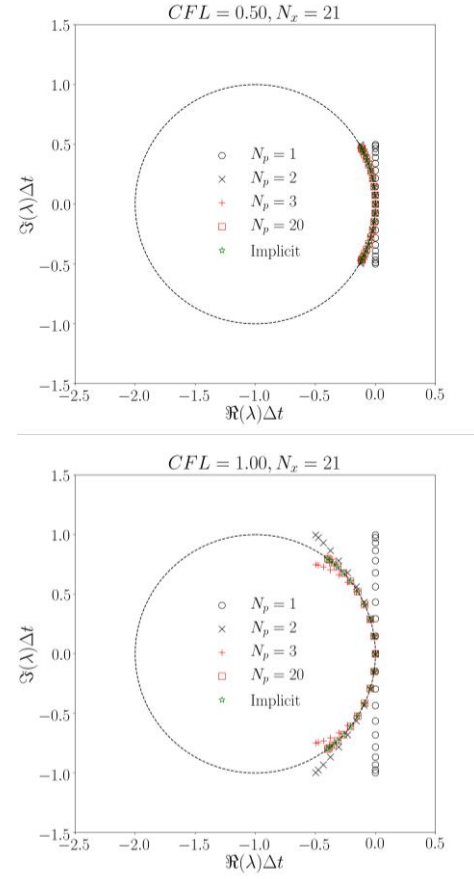 CFL = 0.50, N_x = 21
1.5
1.0
0.5
0.0
−0.5
−1.0
−1.5
ℑ(λ)Δt
N_p = 1
N_p = 2
N_p = 3
N_p = 20
Implicit
−2.5 −2.0 −1.5 −1.0 −0.5 0.0 0.5
ℜ(λ)Δt
CFL = 1.00, N_x = 21
1.5
1.0
0.5
0.0
−0.5
−1.0
−1.5
ℑ(λ)Δt
N_p = 1
N_p = 2
N_p = 3
N_p = 20
Implicit
−2.5 −2.0 −1.5 −1.0 −0.5 0.0 0.5
ℜ(λ)Δt